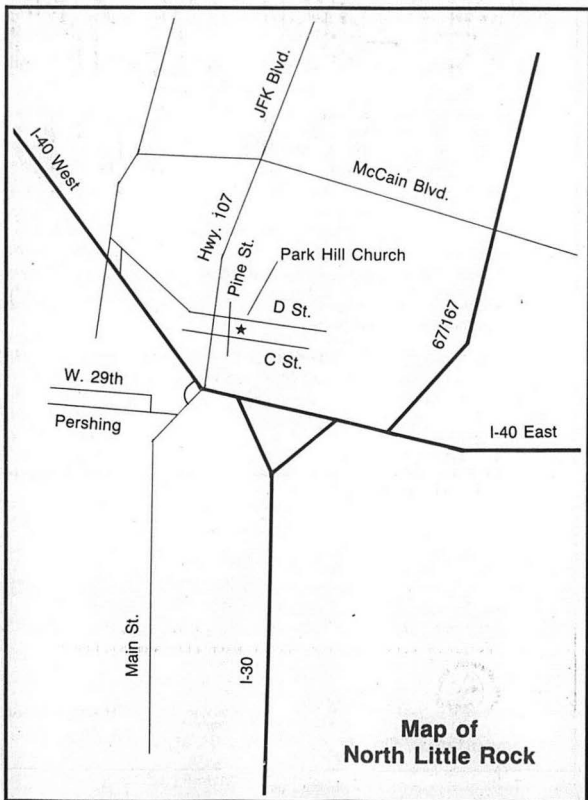 JFK Blvd.
I-40 West
McCain Blvd.
Hwy. 107
Pine St.
Park Hill Church
D St.
67/167
C St.
W. 29th
Pershing
I-40 East
Main St.
I-30
Map of
North Little Rock